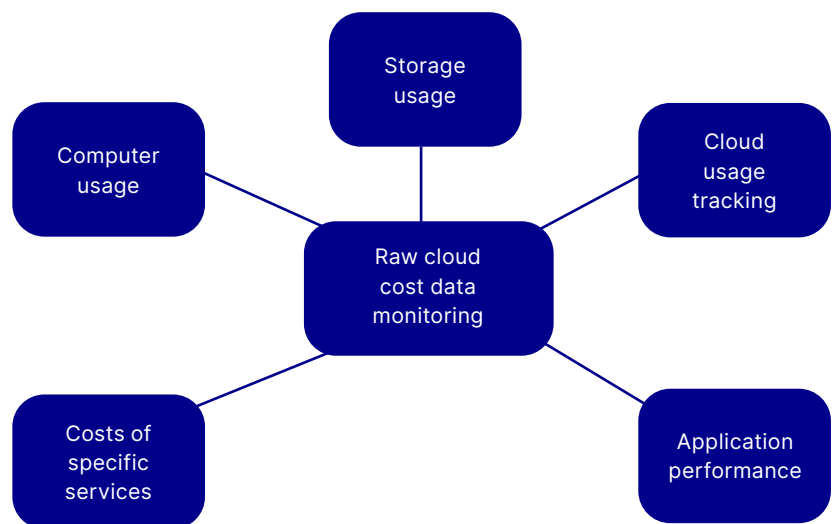 Storage
usage
Computer
usage
Cloud
usage
tracking
Raw cloud
cost data
monitoring
Costs of
specific
services
Application
performance